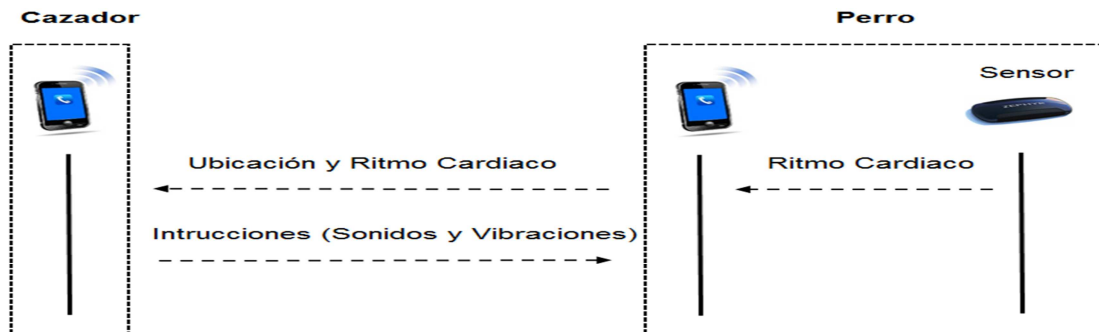 Cazador
Perro
Sensor
Ubicación y Ritmo Cardiaco
Ritmo Cardiaco
Intrucciones (Sonidos y Vibraciones)